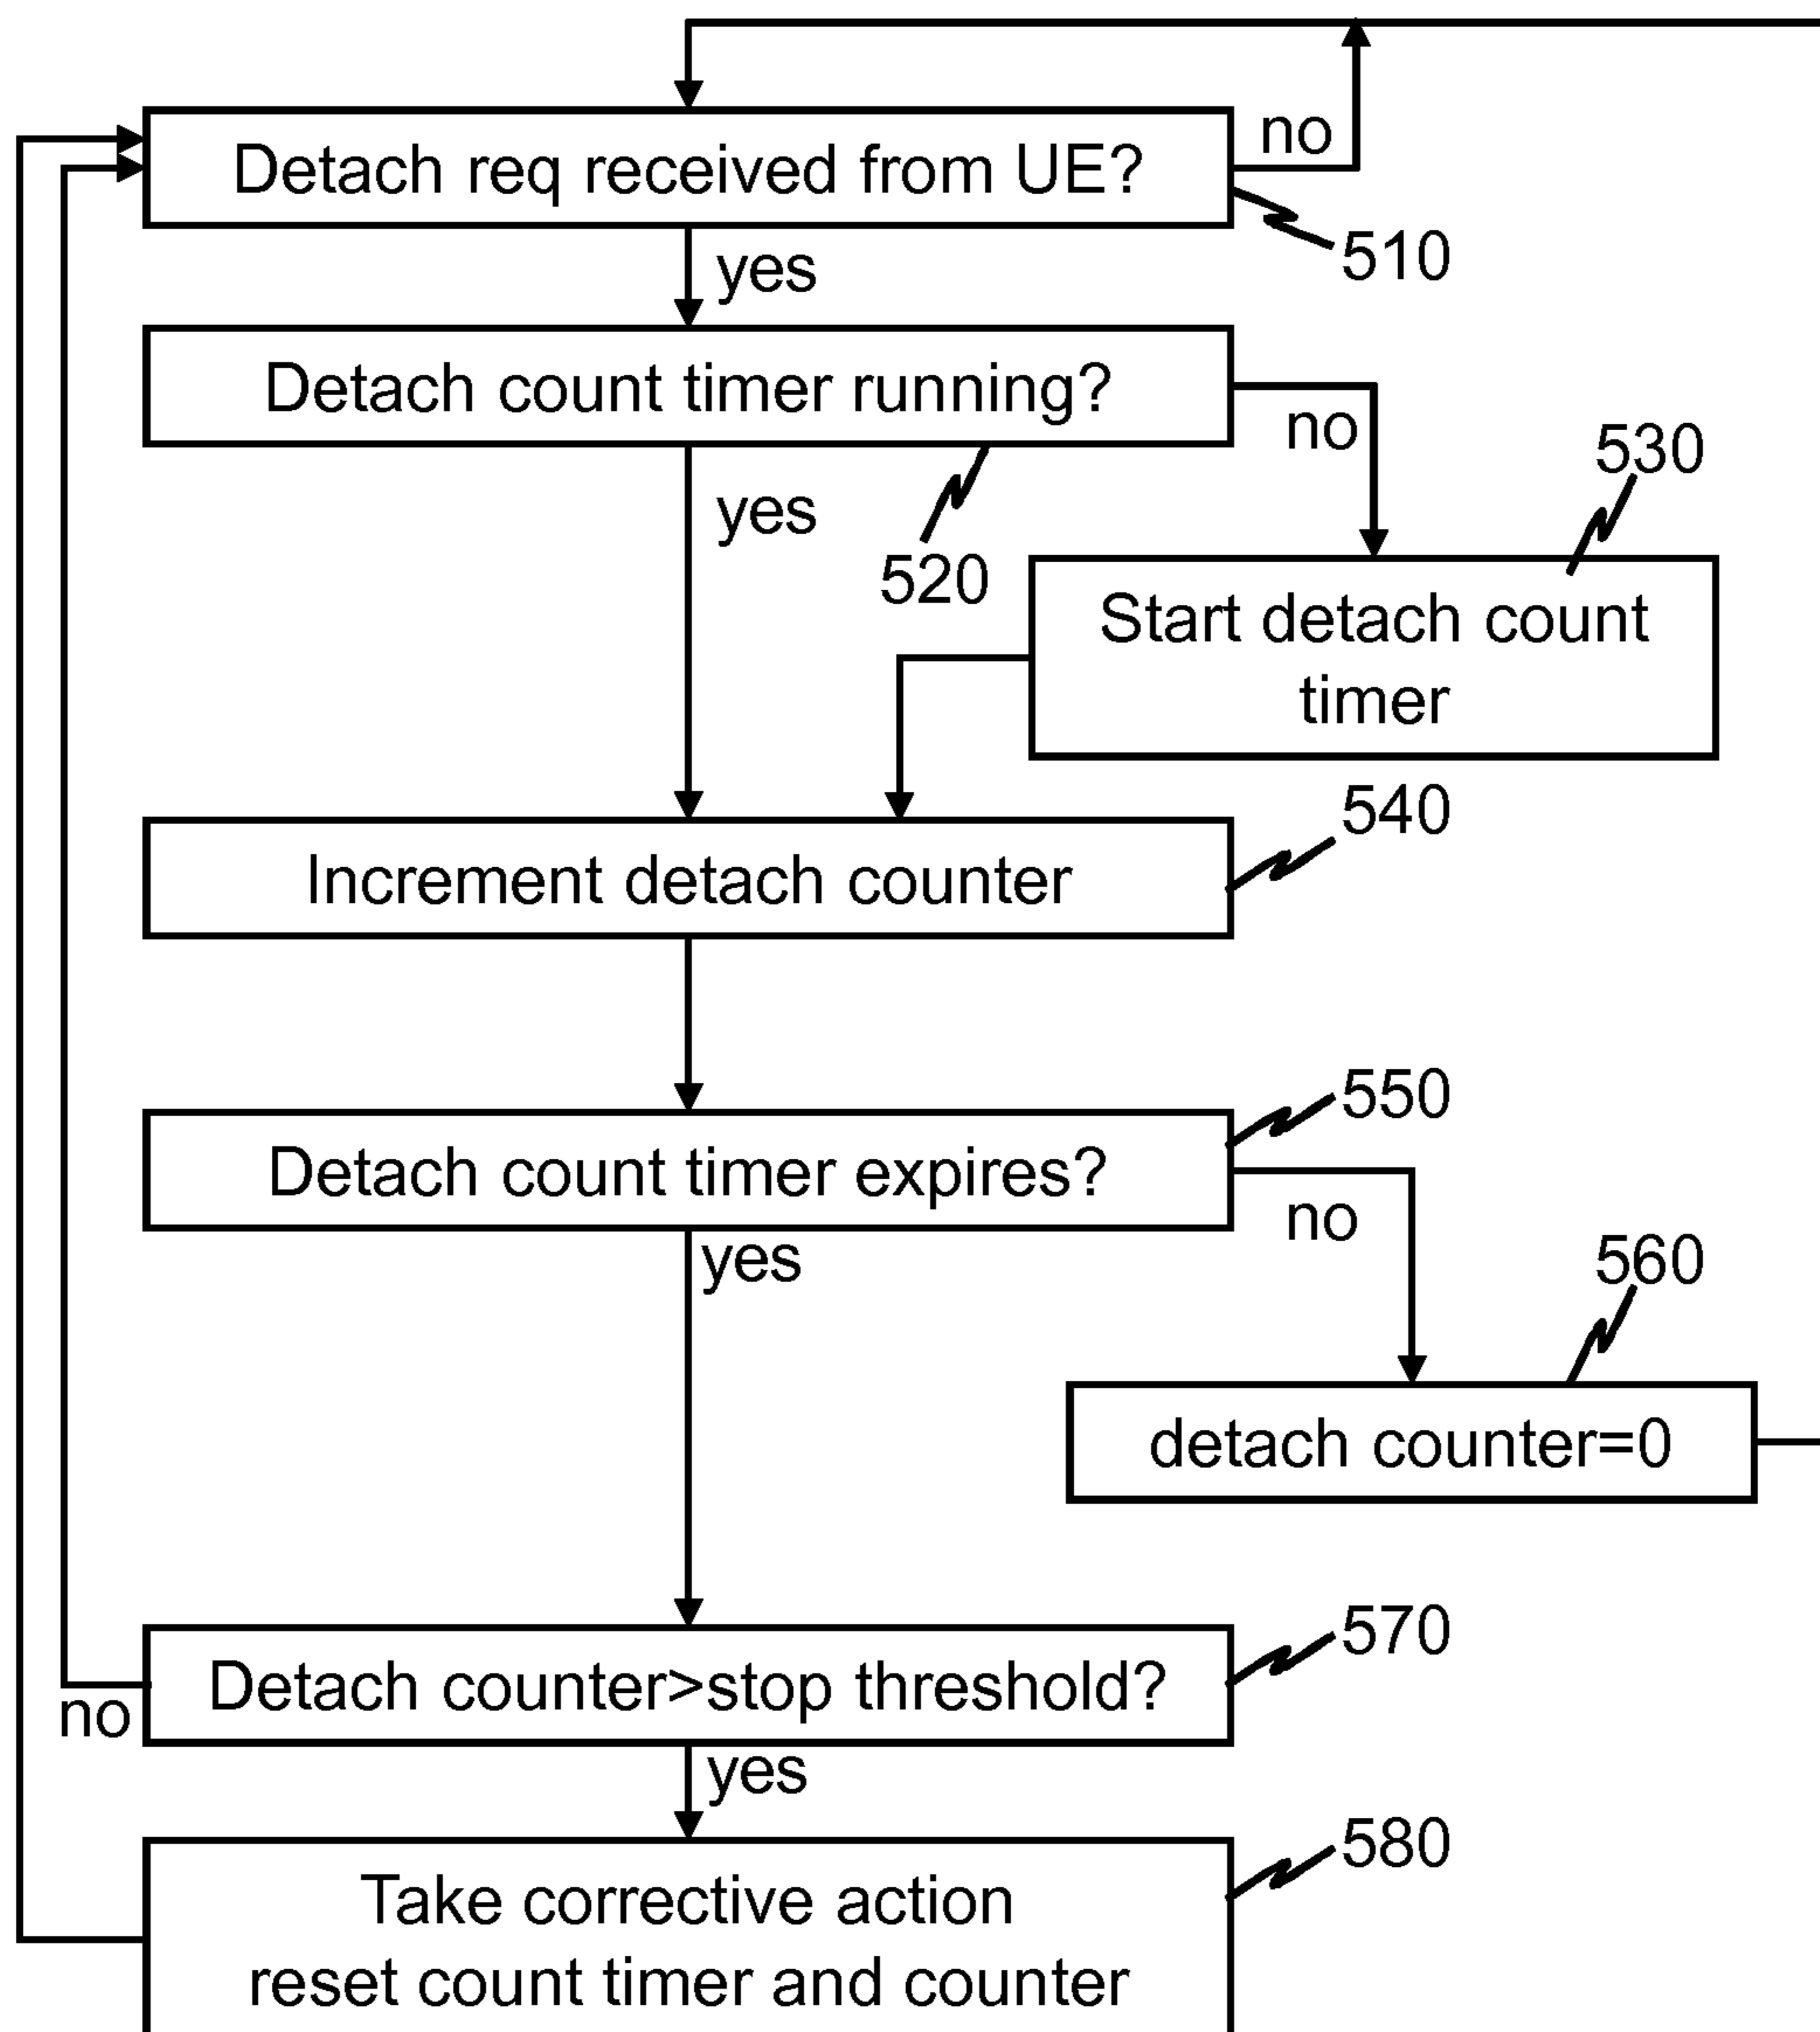 no
Detach req received from UE?
510
yes
Detach count timer running?
no
530
yes
520
Start detach count
timer
540
Increment detach counter
550
Detach count timer expires?
no
yes
560
detach counter=0
570
Detach counter>stop threshold?
no
yes
580
Take corrective action
reset count timer and counter